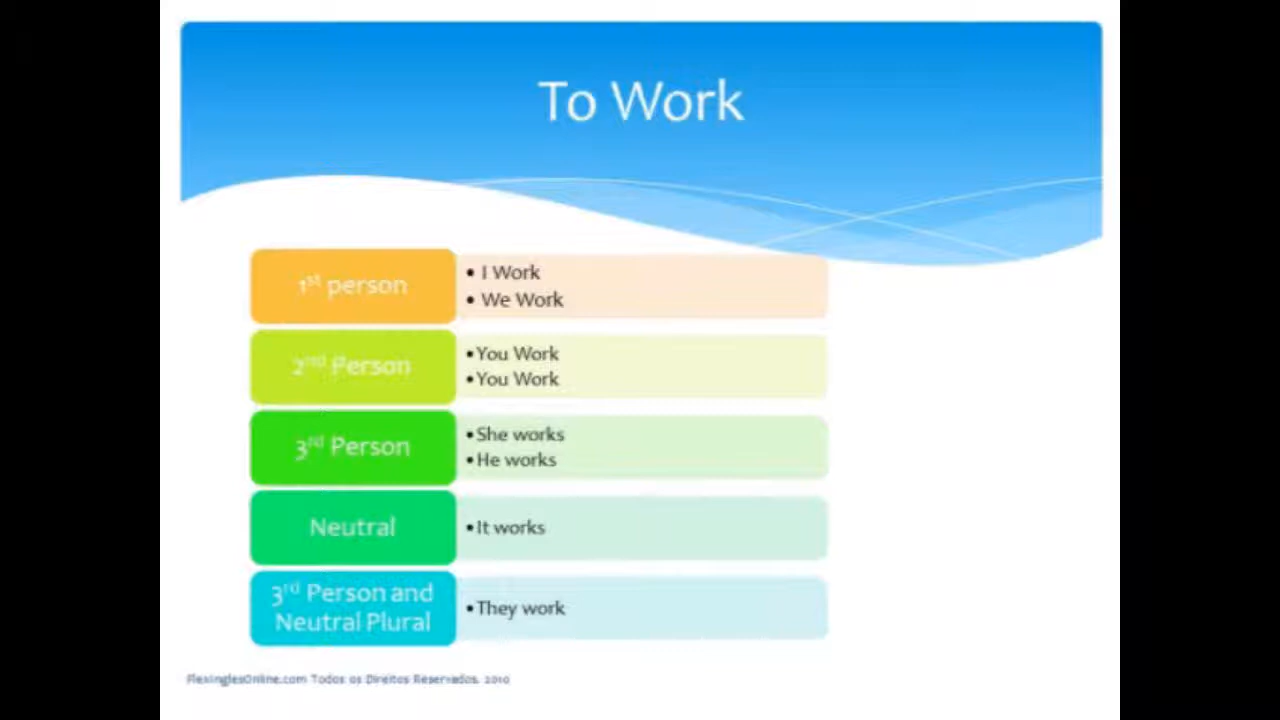 To Work
1st person
• I Work
• We Work
2nd Person
•You Work
•You Work
3rd Person
•She works
•He works
Neutral
•It works
3rd Person and
Neutral Plural
•They work
FlexInglesOnline.com Todos os Direitos Reservados. 2010